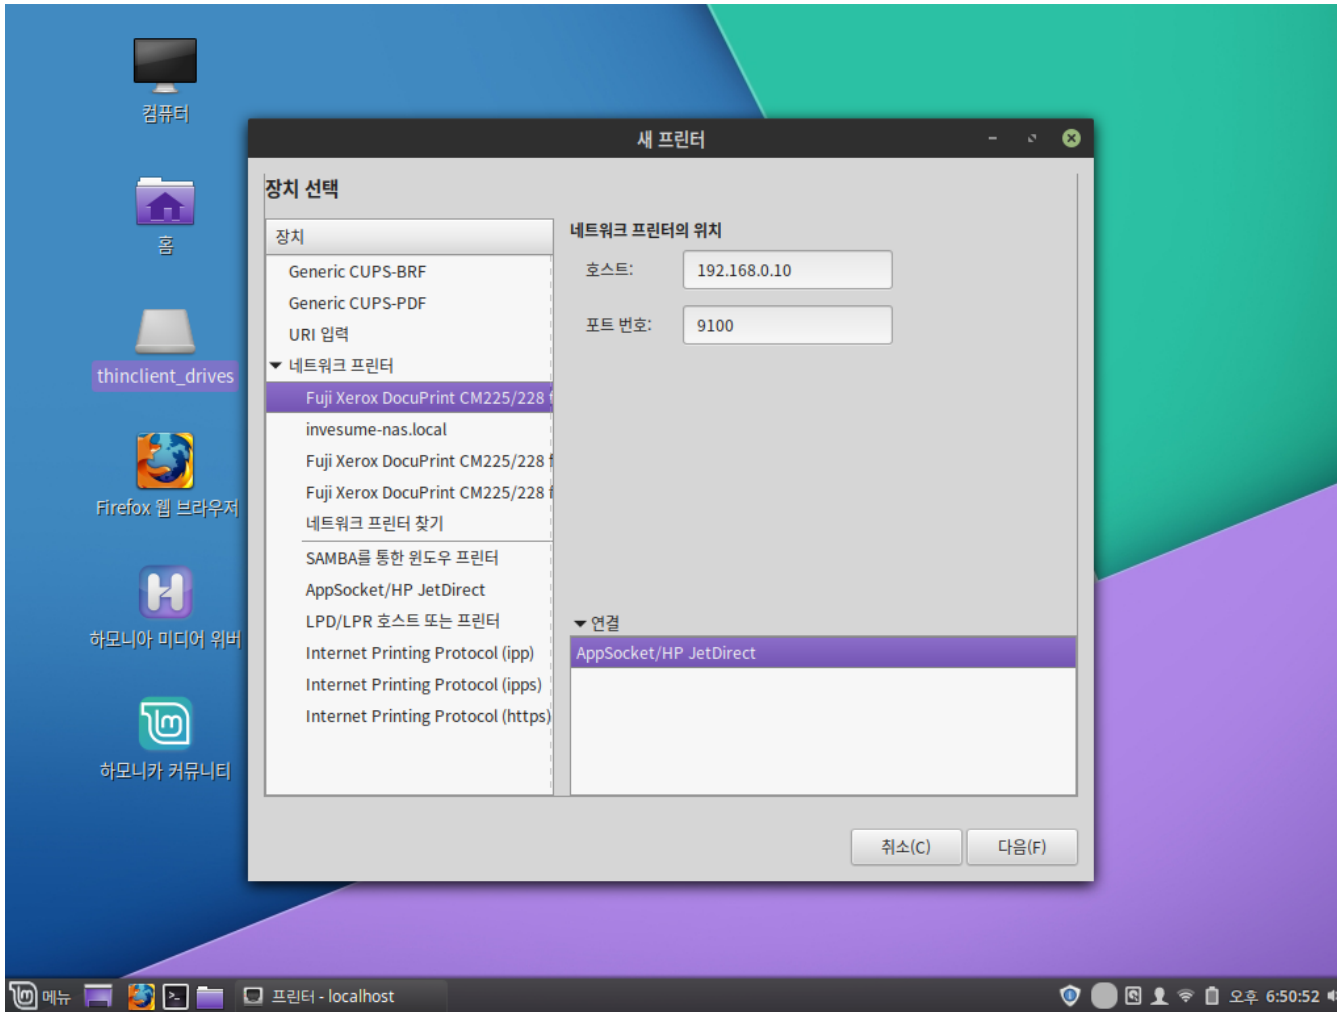 컴퓨터
홈
thinclient_drives
Firefox 웹 브라우저
하모니아 미디어 위버
하모니카 커뮤니티
새 프린터
장치 선택
장치
Generic CUPS-BRF
Generic CUPS-PDF
URI 입력
네트워크 프린터
Fuji Xerox DocuPrint CM225/228 f
invesume-nas.local
Fuji Xerox DocuPrint CM225/228 f
Fuji Xerox DocuPrint CM225/228 f
네트워크 프린터 찾기
SAMBA를 통한 윈도우 프린터
AppSocket/HP JetDirect
LPD/LPR 호스트 또는 프린터
Internet Printing Protocol (ipp)
Internet Printing Protocol (ipps)
Internet Printing Protocol (https)
네트워크 프린터의 위치
호스트: 192.168.0.10
포트 번호: 9100
연결
AppSocket/HP JetDirect
취소(C) 다음(F)
메뉴 프린터 - localhost 오후 6:50:52